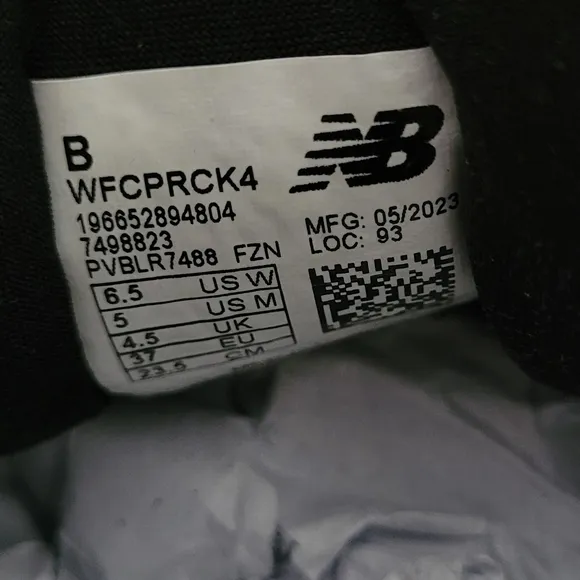 B
NB
WFCPRCK4
196652894804
7498823
PVBLR7488 FZN
MFG: 05/2023
LOC: 93
6.5 US W
5 US M
4.5 UK
37 EU
23.5 CM